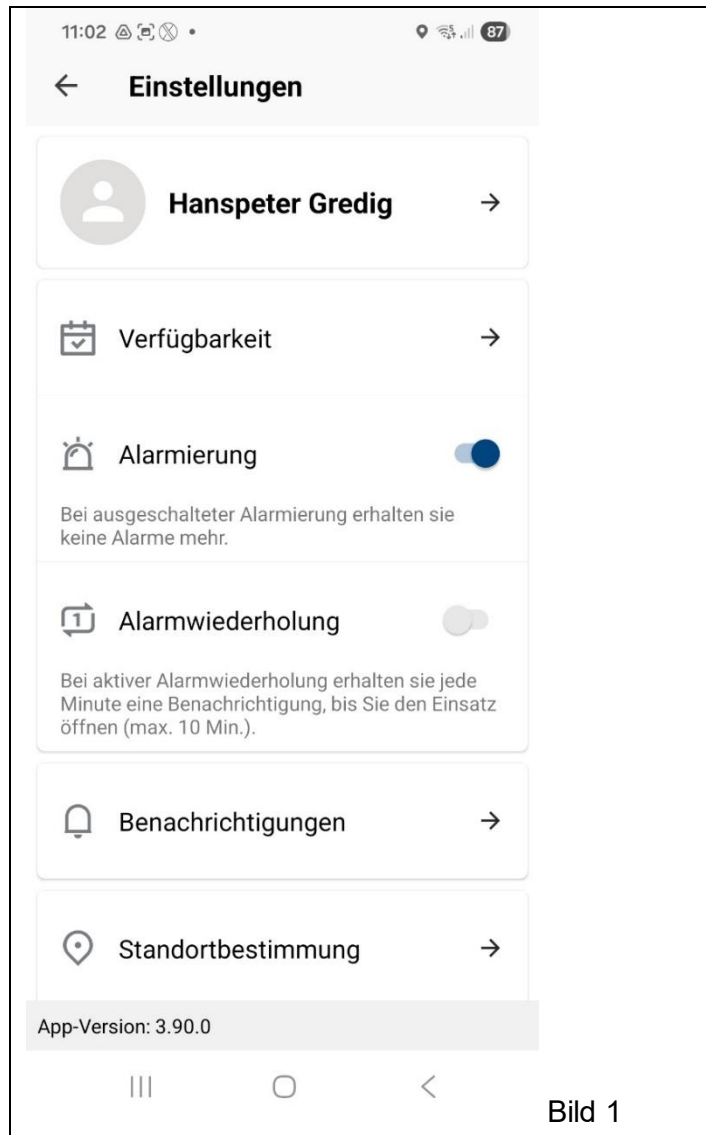 11:02
87
Einstellungen
Hanspeter Gredig
Verfügbarkeit
Alarmierung
Bei ausgeschalteter Alarmierung erhalten sie
keine Alarme mehr.
1
Alarmwiederholung
Bei aktiver Alarmwiederholung erhalten sie jede
Minute eine Benachrichtigung, bis Sie den Einsatz
öffnen (max. 10 Min.).
Benachrichtigungen
Standortbestimmung
App-Version: 3.90.0
Bild 1